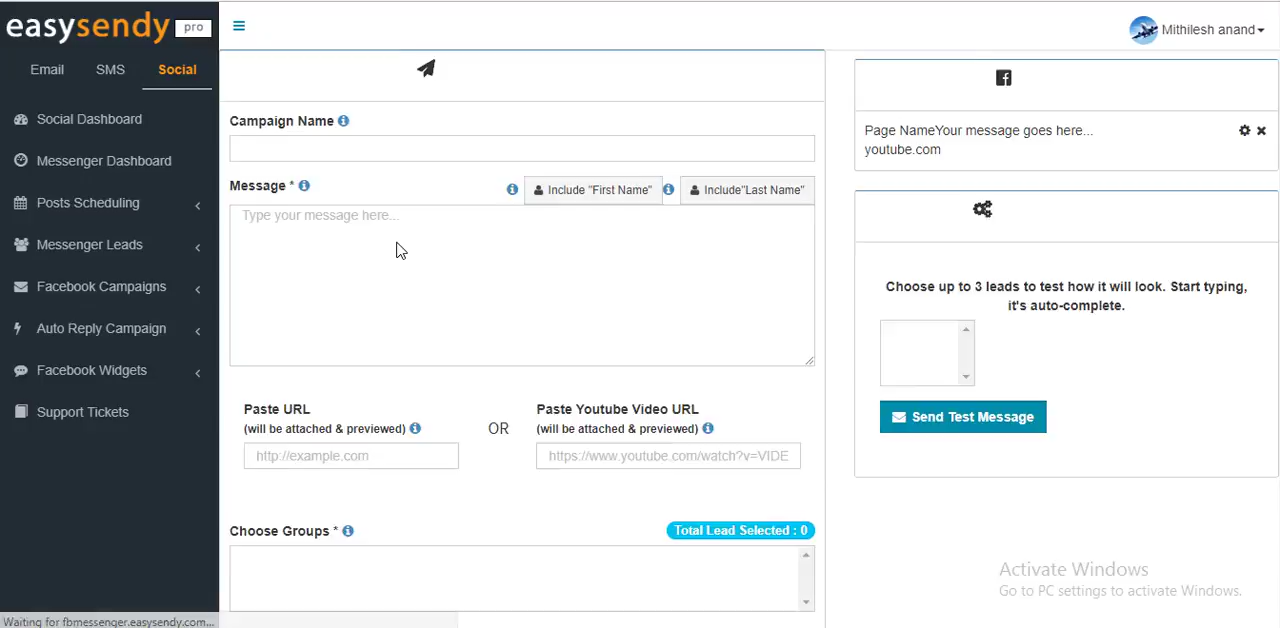 easysendy pro
Email SMS Social
Social Dashboard
Messenger Dashboard
Posts Scheduling
Messenger Leads
Facebook Campaigns
Auto Reply Campaign
Facebook Widgets
Support Tickets
Waiting for fbmessenger.easysendy.com...
Mithilesh anand
Campaign Name
Message *
Include "First Name"
Include"Last Name"
Type your message here...
Paste URL
(will be attached & previewed)
http://example.com
OR
Paste Youtube Video URL
(will be attached & previewed)
https://www.youtube.com/watch?v=VIDE
Choose Groups *
Total Lead Selected : 0
Page NameYour message goes here...
youtube.com
Choose up to 3 leads to test how it will look. Start typing,
it's auto-complete.
Send Test Message
Activate Windows
Go to PC settings to activate Windows.